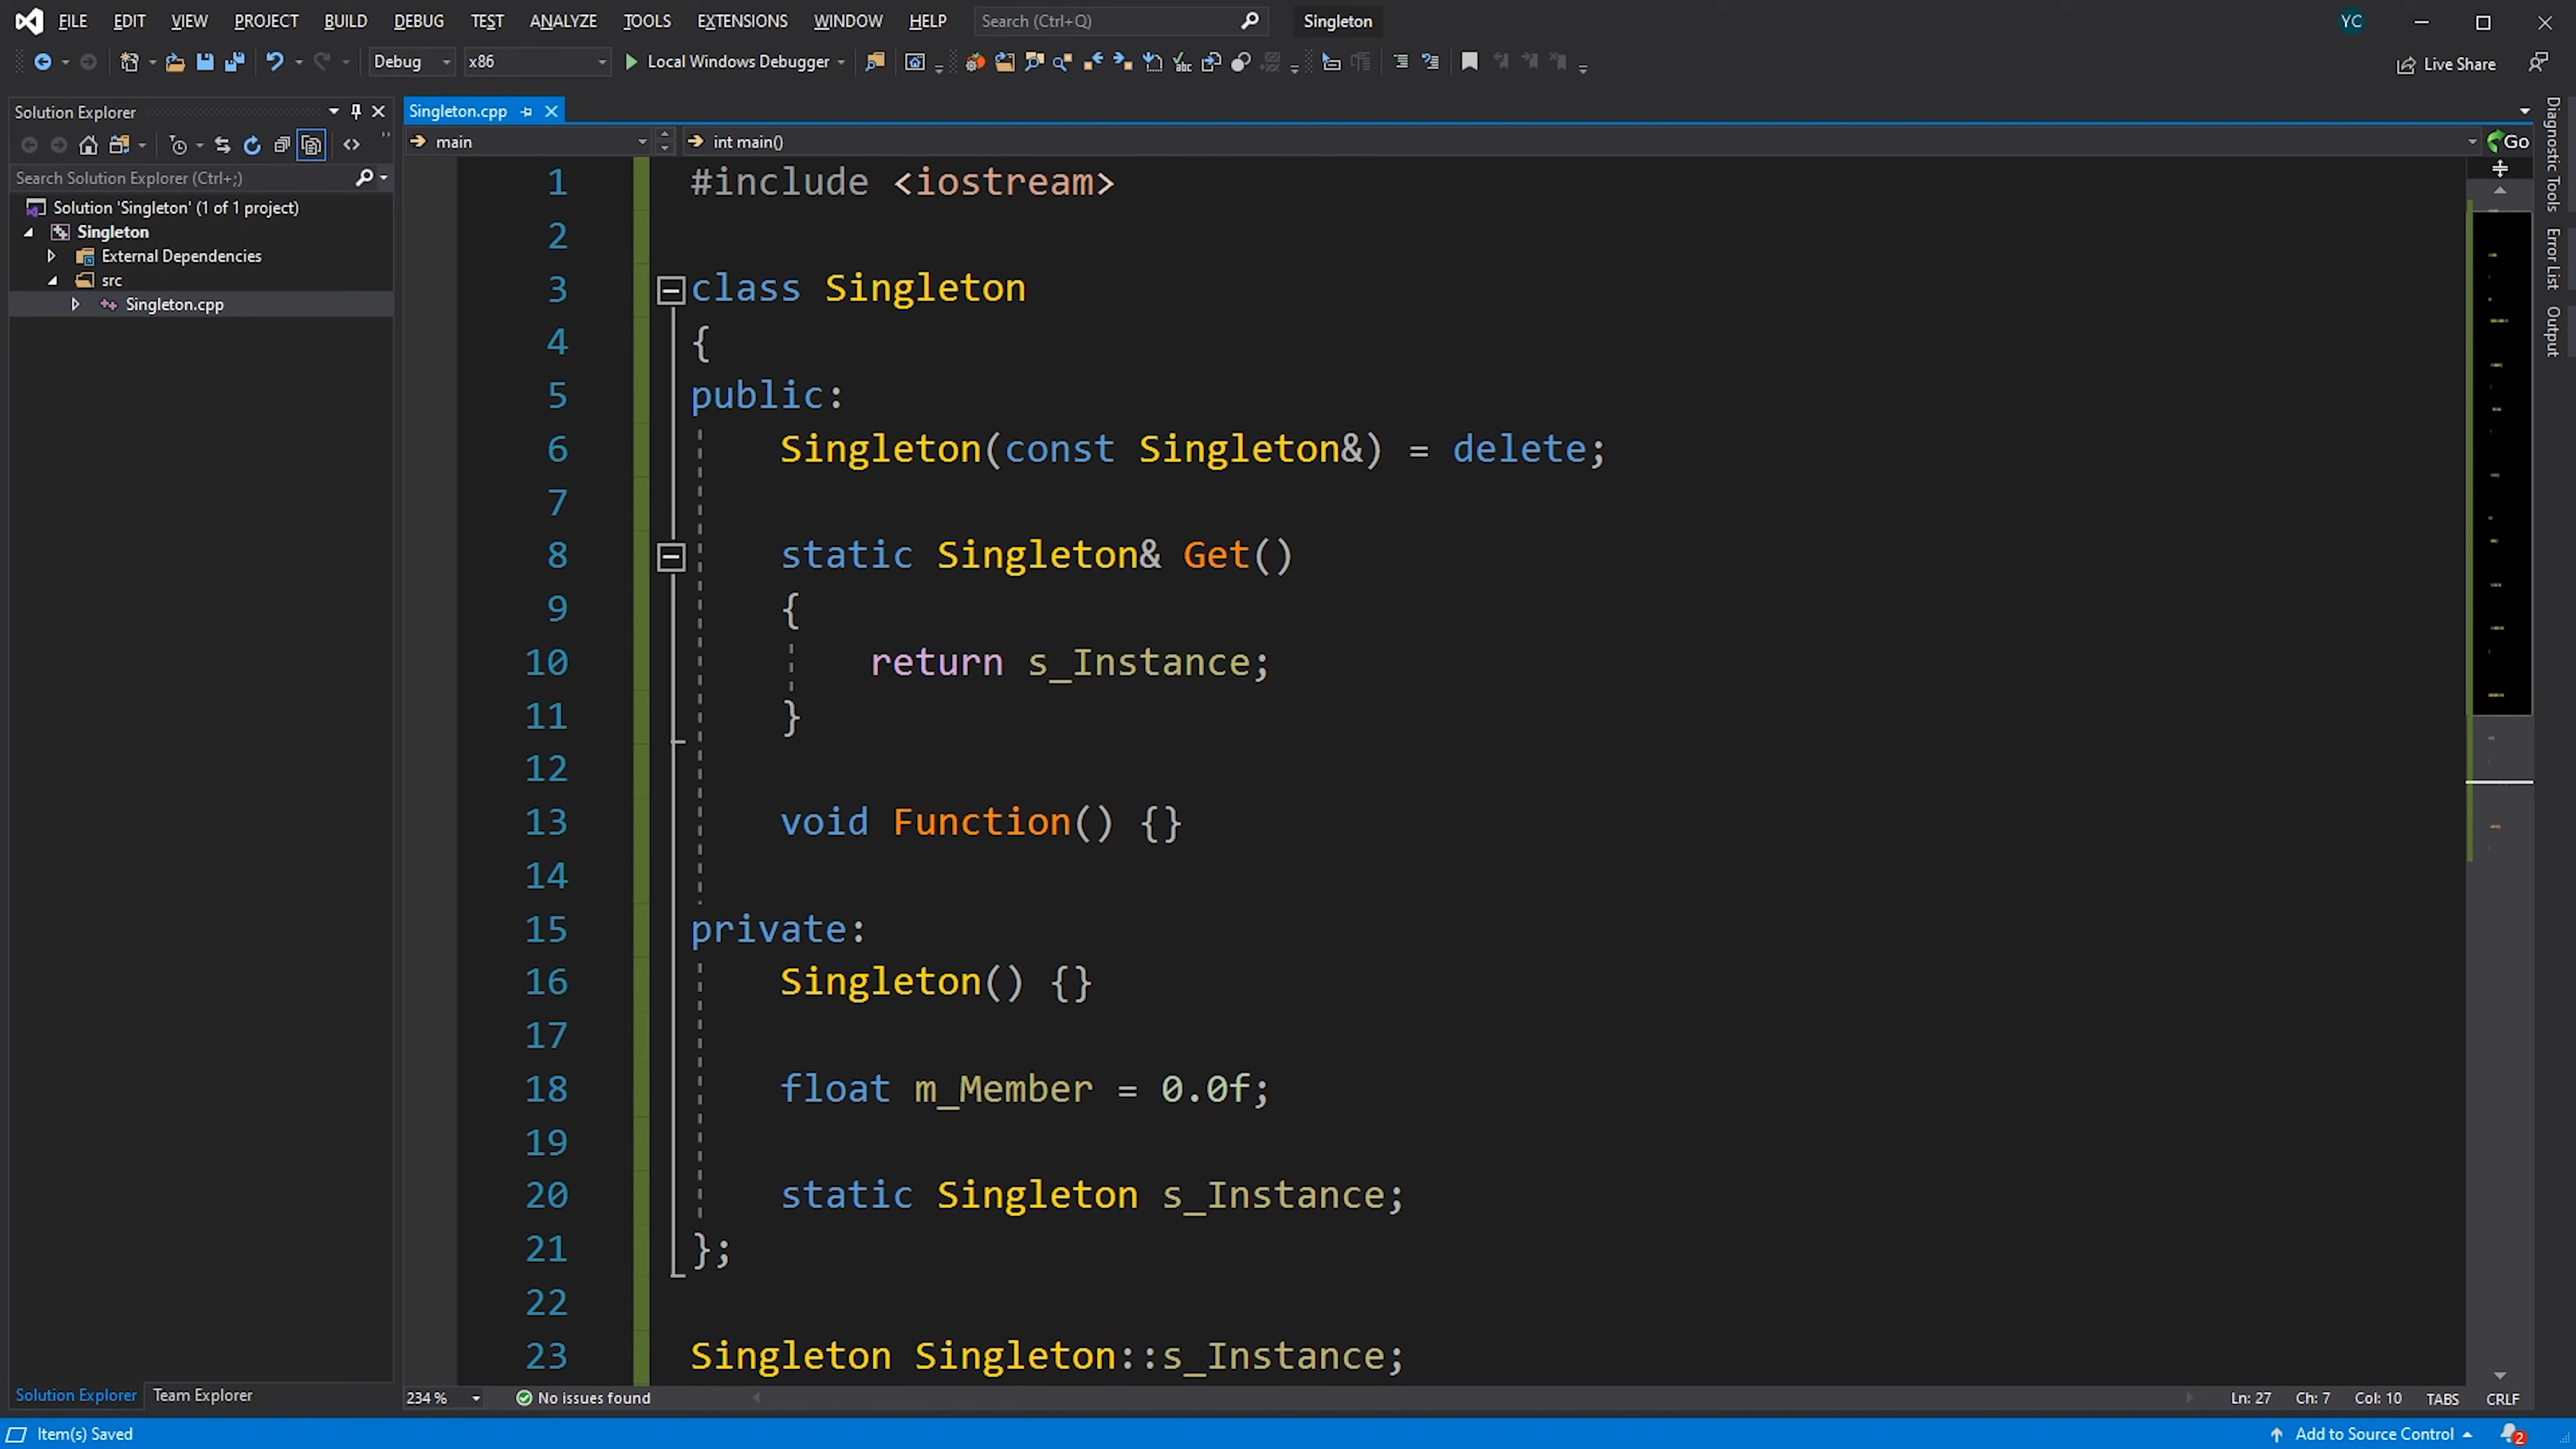 FILE EDIT VIEW PROJECT BUILD DEBUG TEST ANALYZE TOOLS EXTENSIONS WINDOW HELP Search (Ctrl+Q) Singleton YC
Debug x86 Local Windows Debugger Live Share
Solution Explorer
Search Solution Explorer (Ctrl+;)
Solution 'Singleton' (1 of 1 project)
Singleton
External Dependencies
src
Singleton.cpp
Solution Explorer Team Explorer
Singleton.cpp
main int main() Go
1 #include <iostream>
2
3 class Singleton
4 {
5 public:
6 Singleton(const Singleton&) = delete;
7
8 static Singleton& Get()
9 {
10 return s_Instance;
11 }
12
13 void Function() {}
14
15 private:
16 Singleton() {}
17
18 float m_Member = 0.0f;
19
20 static Singleton s_Instance;
21 };
22
23 Singleton Singleton::s_Instance;
Diagnostic Tools
Error List
Output
234 % No issues found Ln: 27 Ch: 7 Col: 10 TABS CRLF
Item(s) Saved Add to Source Control 2